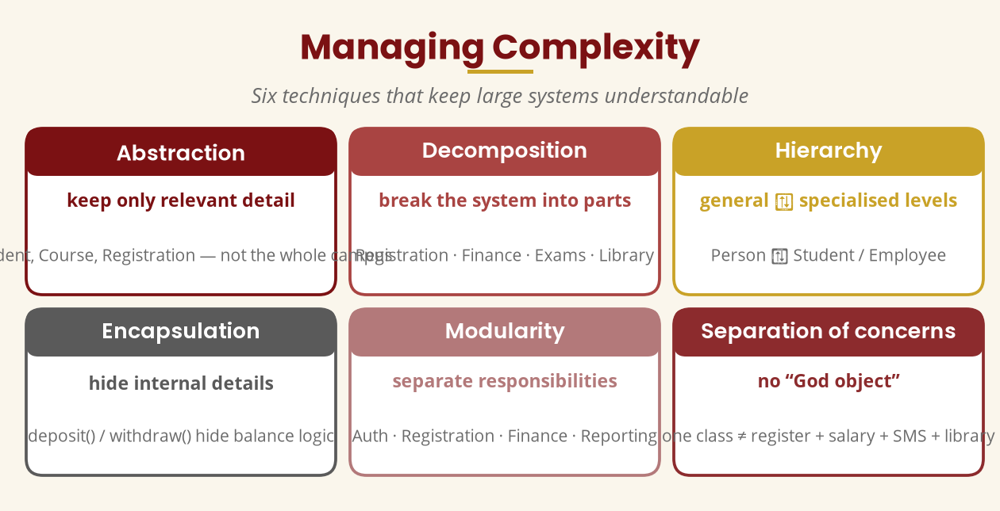 Managing Complexity
Six techniques that keep large systems understandable
Abstraction
keep only relevant detail
dent, Course, Registration — not the whole campus
Decomposition
break the system into parts
Registration · Finance · Exams · Library
Hierarchy
general ⮃ specialised levels
Person ⮃ Student / Employee
Encapsulation
hide internal details
deposit() / withdraw() hide balance logic
Modularity
separate responsibilities
Auth · Registration · Finance · Reporting
Separation of concerns
no “God object”
one class ≠ register + salary + SMS + library